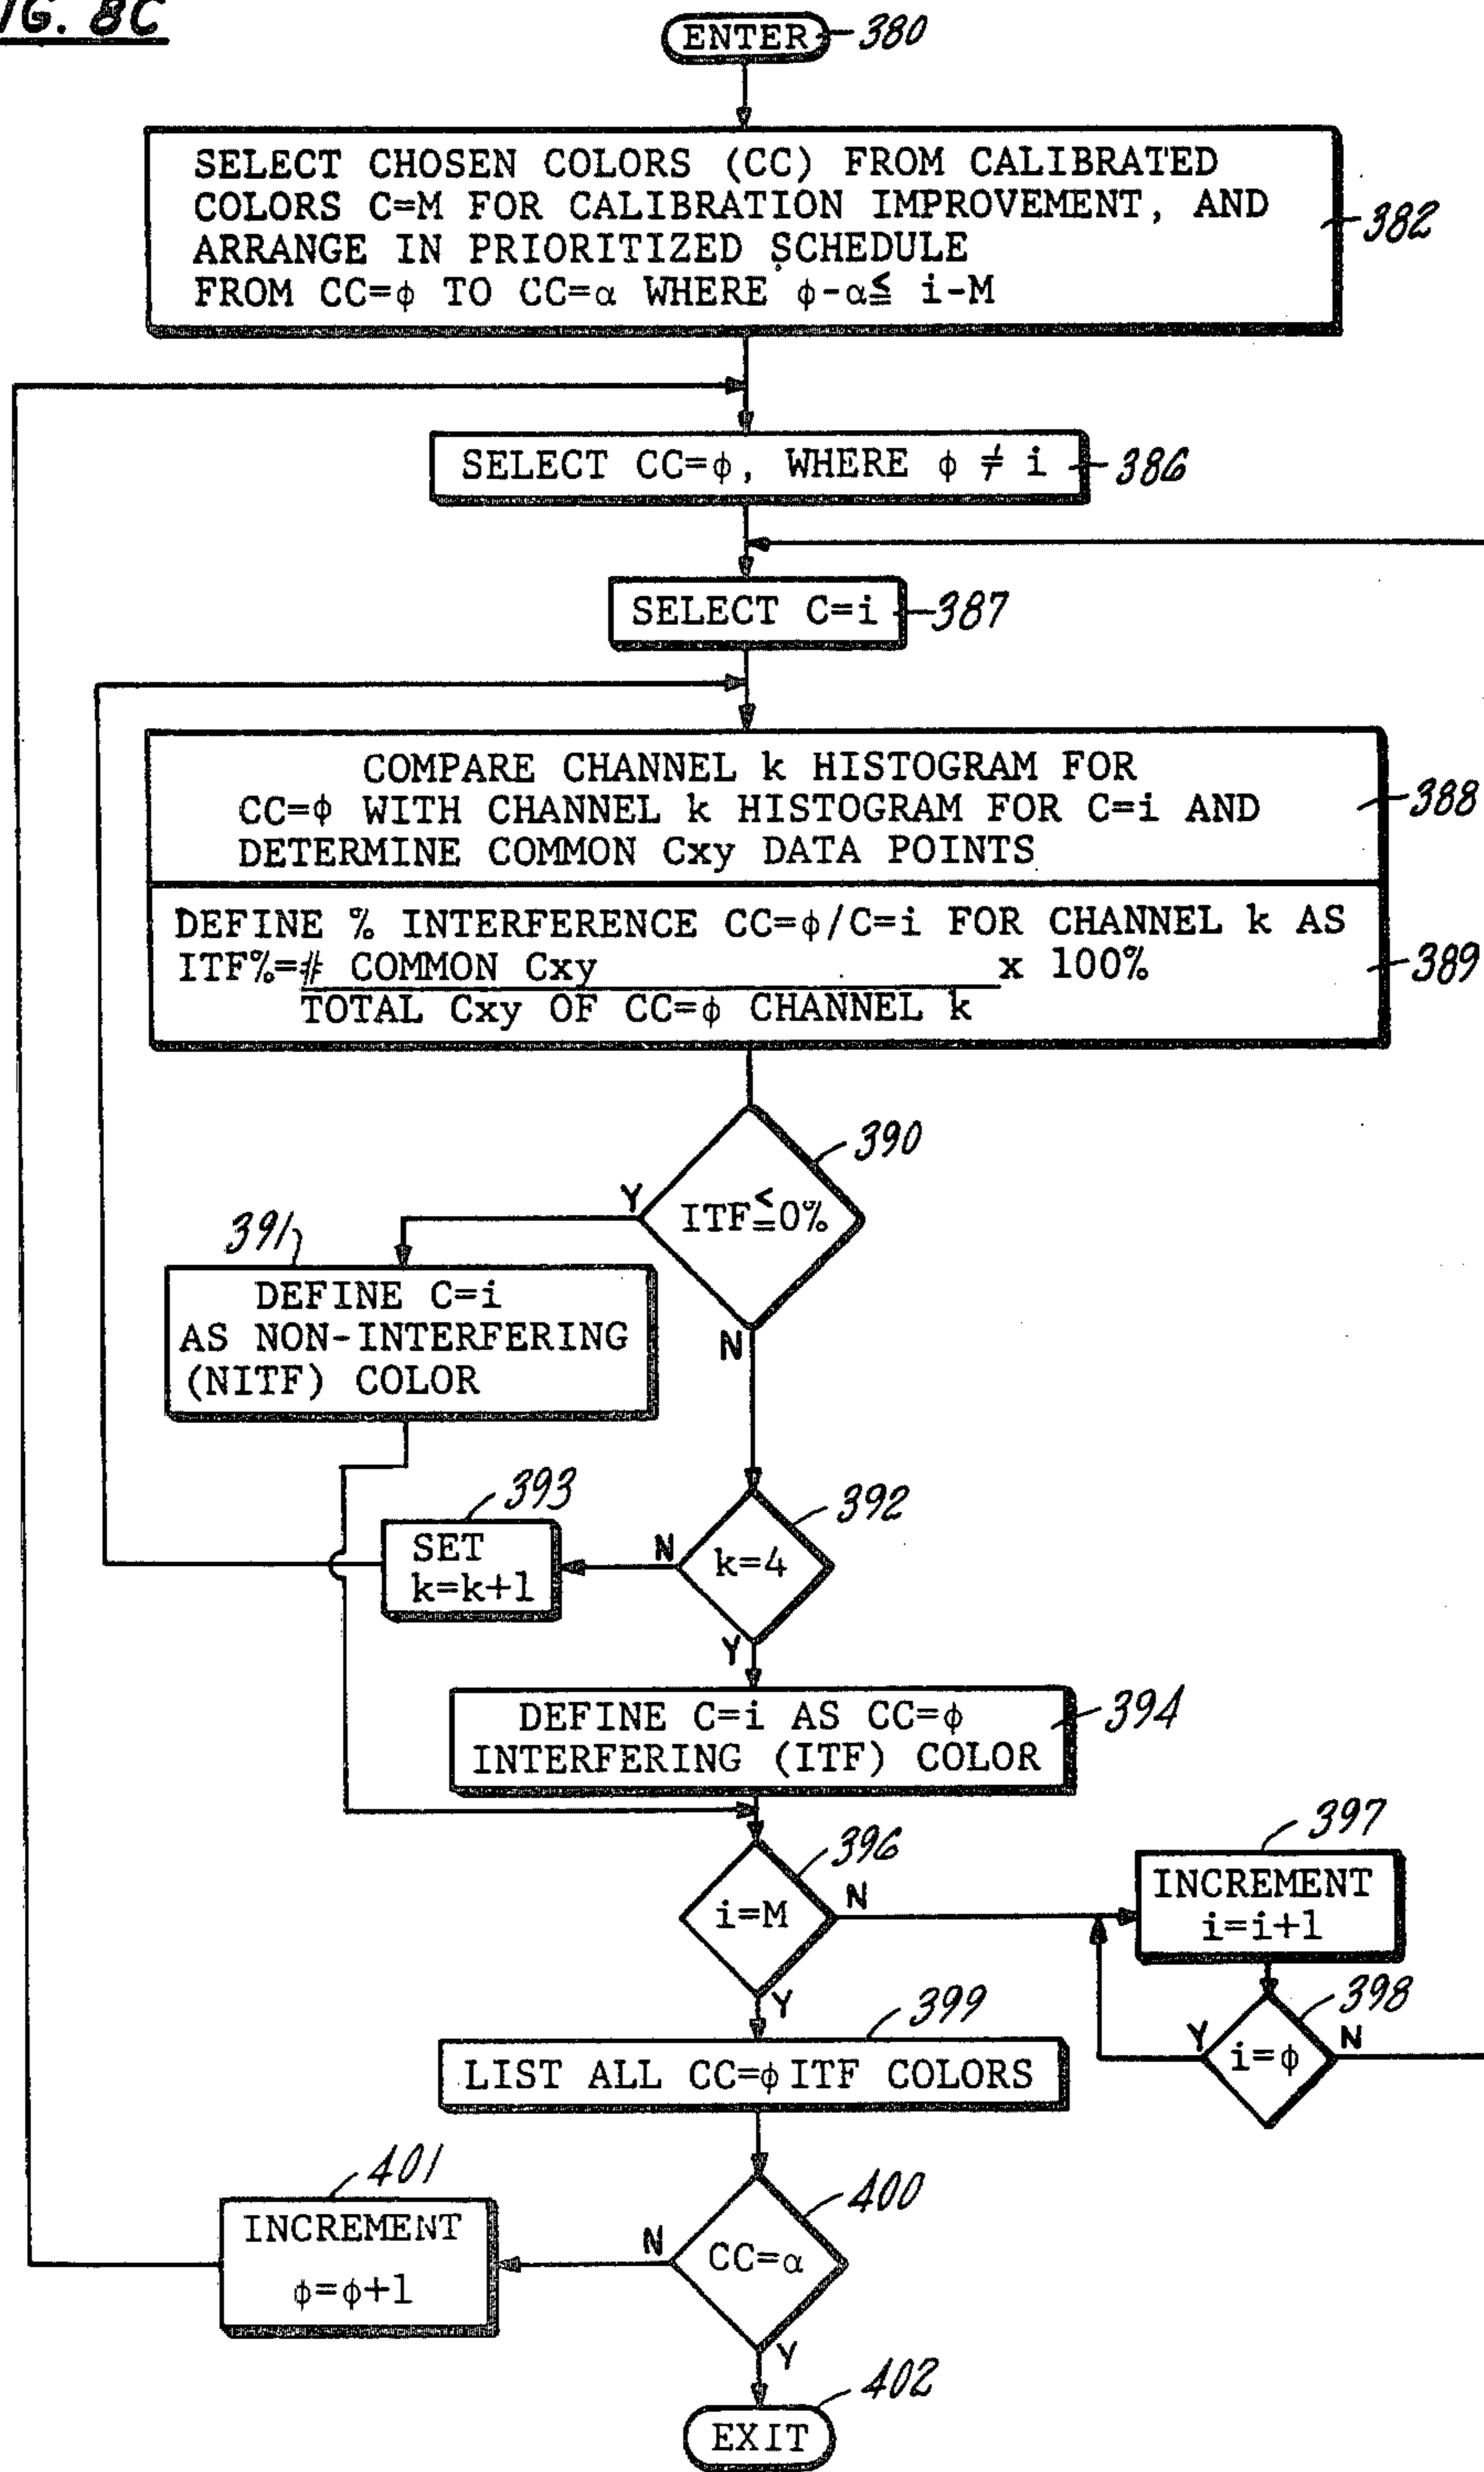 FIG. 8C
ENTER 380
SELECT CHOSEN COLORS (CC) FROM CALIBRATED
COLORS C=M FOR CALIBRATION IMPROVEMENT, AND
ARRANGE IN PRIORITIZED SCHEDULE
FROM CC=ϕ TO CC=α WHERE ϕ-α≦ i-M
382
SELECT CC=ϕ, WHERE ϕ ≠ i 386
SELECT C=i 387
COMPARE CHANNEL k HISTOGRAM FOR
CC=ϕ WITH CHANNEL k HISTOGRAM FOR C=i AND
DETERMINE COMMON Cxy DATA POINTS
388
DEFINE % INTERFERENCE CC=ϕ/C=i FOR CHANNEL k AS
ITF%=# COMMON Cxy x 100%
TOTAL Cxy OF CC=ϕ CHANNEL k
389
390
ITF≦0%
Y
N
391
DEFINE C=i
AS NON-INTERFERING
(NITF) COLOR
392
k=4
N
Y
393
SET
k=k+1
DEFINE C=i AS CC=ϕ
INTERFERING (ITF) COLOR
394
396
i=M
N
Y
397
INCREMENT
i=i+1
398
i=ϕ
Y
N
399
LIST ALL CC=ϕ ITF COLORS
400
CC=α
N
Y
401
INCREMENT
ϕ=ϕ+1
402
EXIT